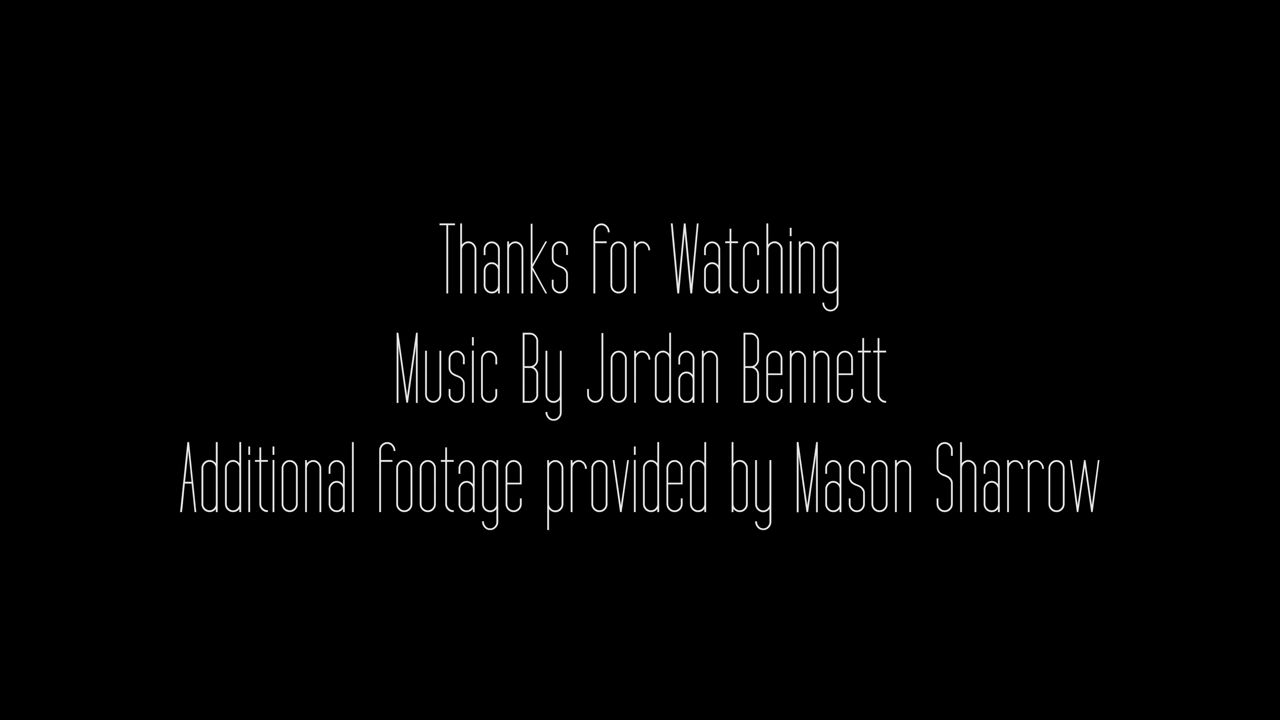 Thanks for Watching
Music By Jordan Bennett
Additional footage provided by Mason Sharrow